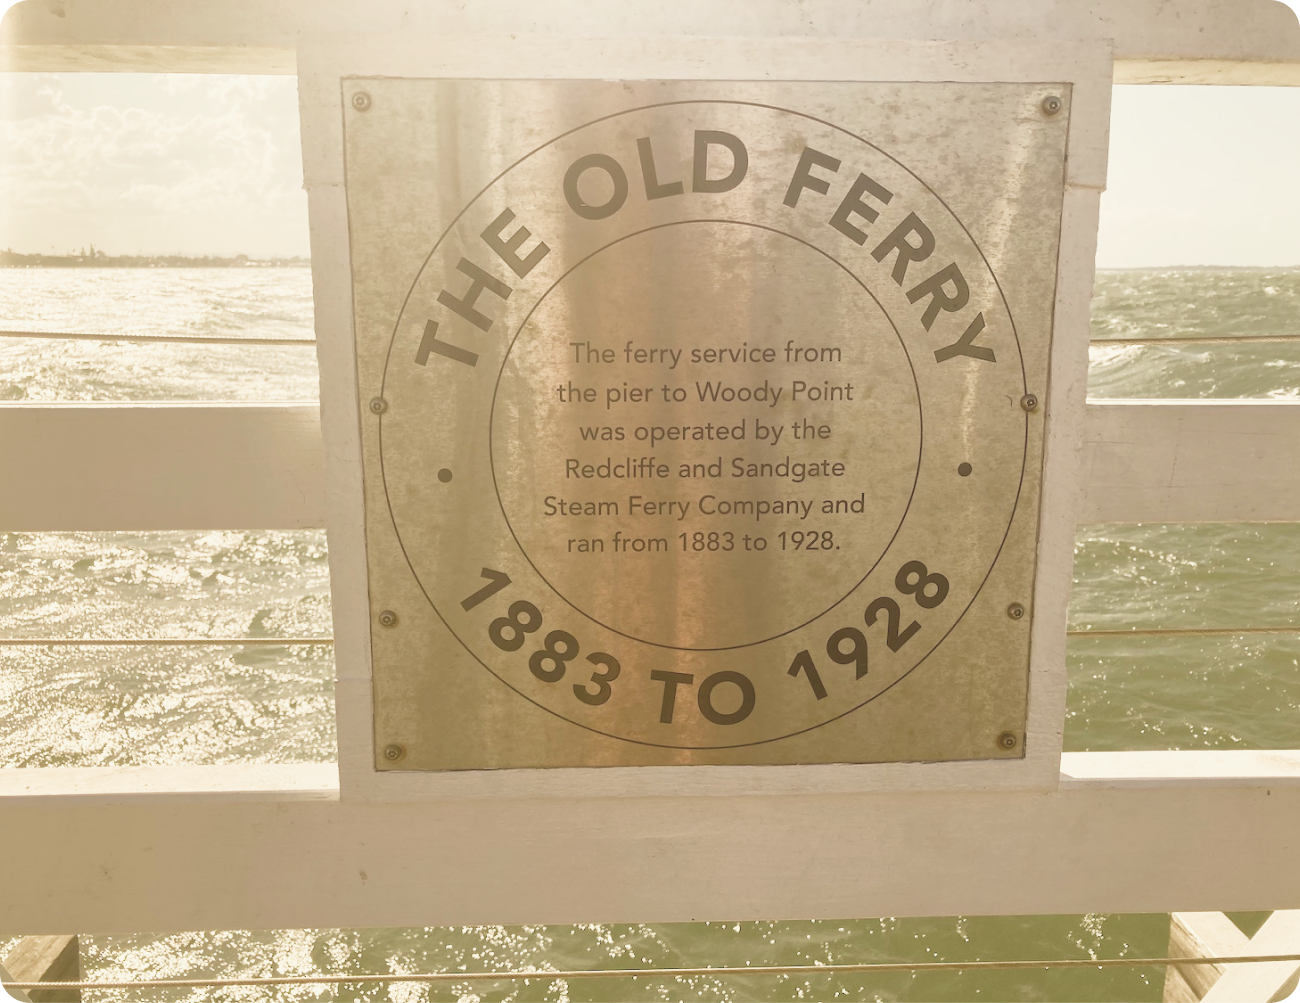 THE OLD FERRY
The ferry service from
the pier to Woody Point
was operated by the
Redcliffe and Sandgate
Steam Ferry Company and
ran from 1883 to 1928.
1883 TO 1928